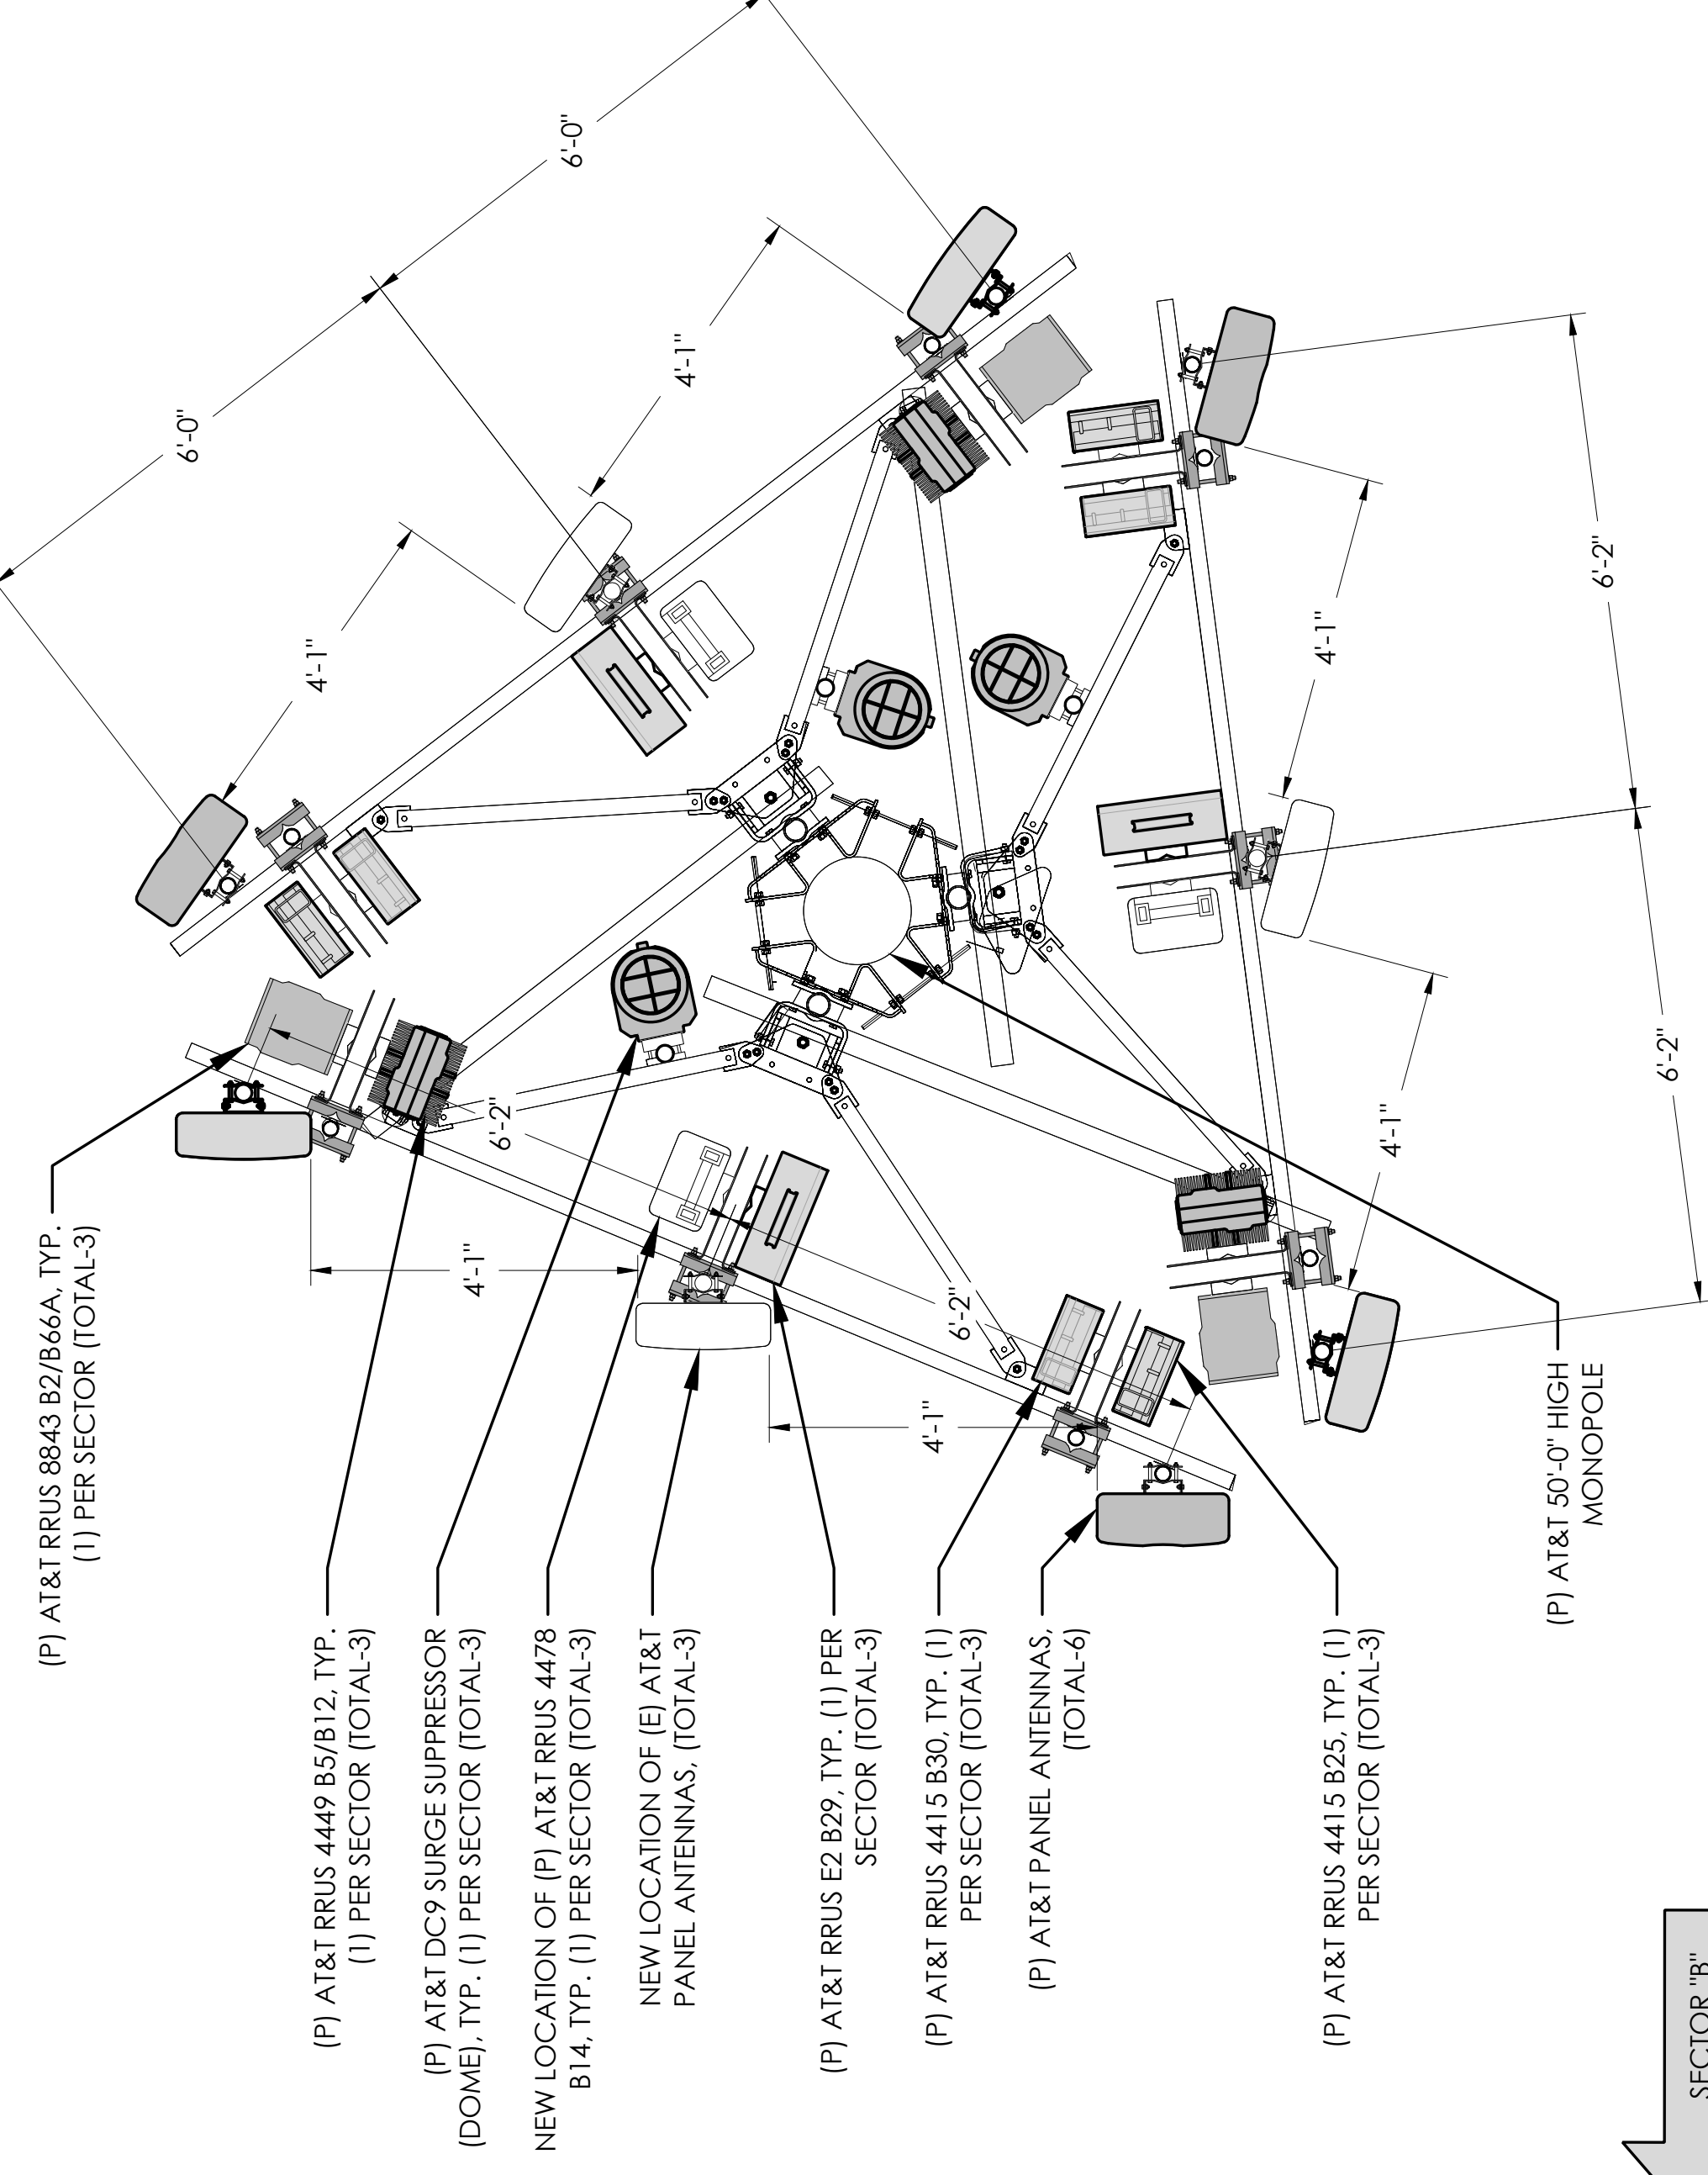 (P) AT&T RRUS 8843 B2/B66A, TYP.
(1) PER SECTOR (TOTAL-3)
(P) AT&T RRUS 4449 B5/B12, TYP.
(1) PER SECTOR (TOTAL-3)
(P) AT&T DC9 SURGE SUPPRESSOR
(DOME), TYP. (1) PER SECTOR (TOTAL-3)
NEW LOCATION OF (P) AT&T RRUS 4478
B14, TYP. (1) PER SECTOR (TOTAL-3)
NEW LOCATION OF (E) AT&T
PANEL ANTENNAS, (TOTAL-3)
(P) AT&T RRUS E2 B29, TYP. (1) PER
SECTOR (TOTAL-3)
(P) AT&T RRUS 4415 B30, TYP. (1)
PER SECTOR (TOTAL-3)
(P) AT&T PANEL ANTENNAS,
(TOTAL-6)
(P) AT&T RRUS 4415 B25, TYP. (1)
PER SECTOR (TOTAL-3)
(P) AT&T 50'-0" HIGH
MONOPOLE
6'-0"
6'-0"
4'-1"
4'-1"
6'-2"
6'-2"
4'-1"
4'-1"
6'-2"
6'-2"
4'-1"
4'-1"
SECTOR "B"